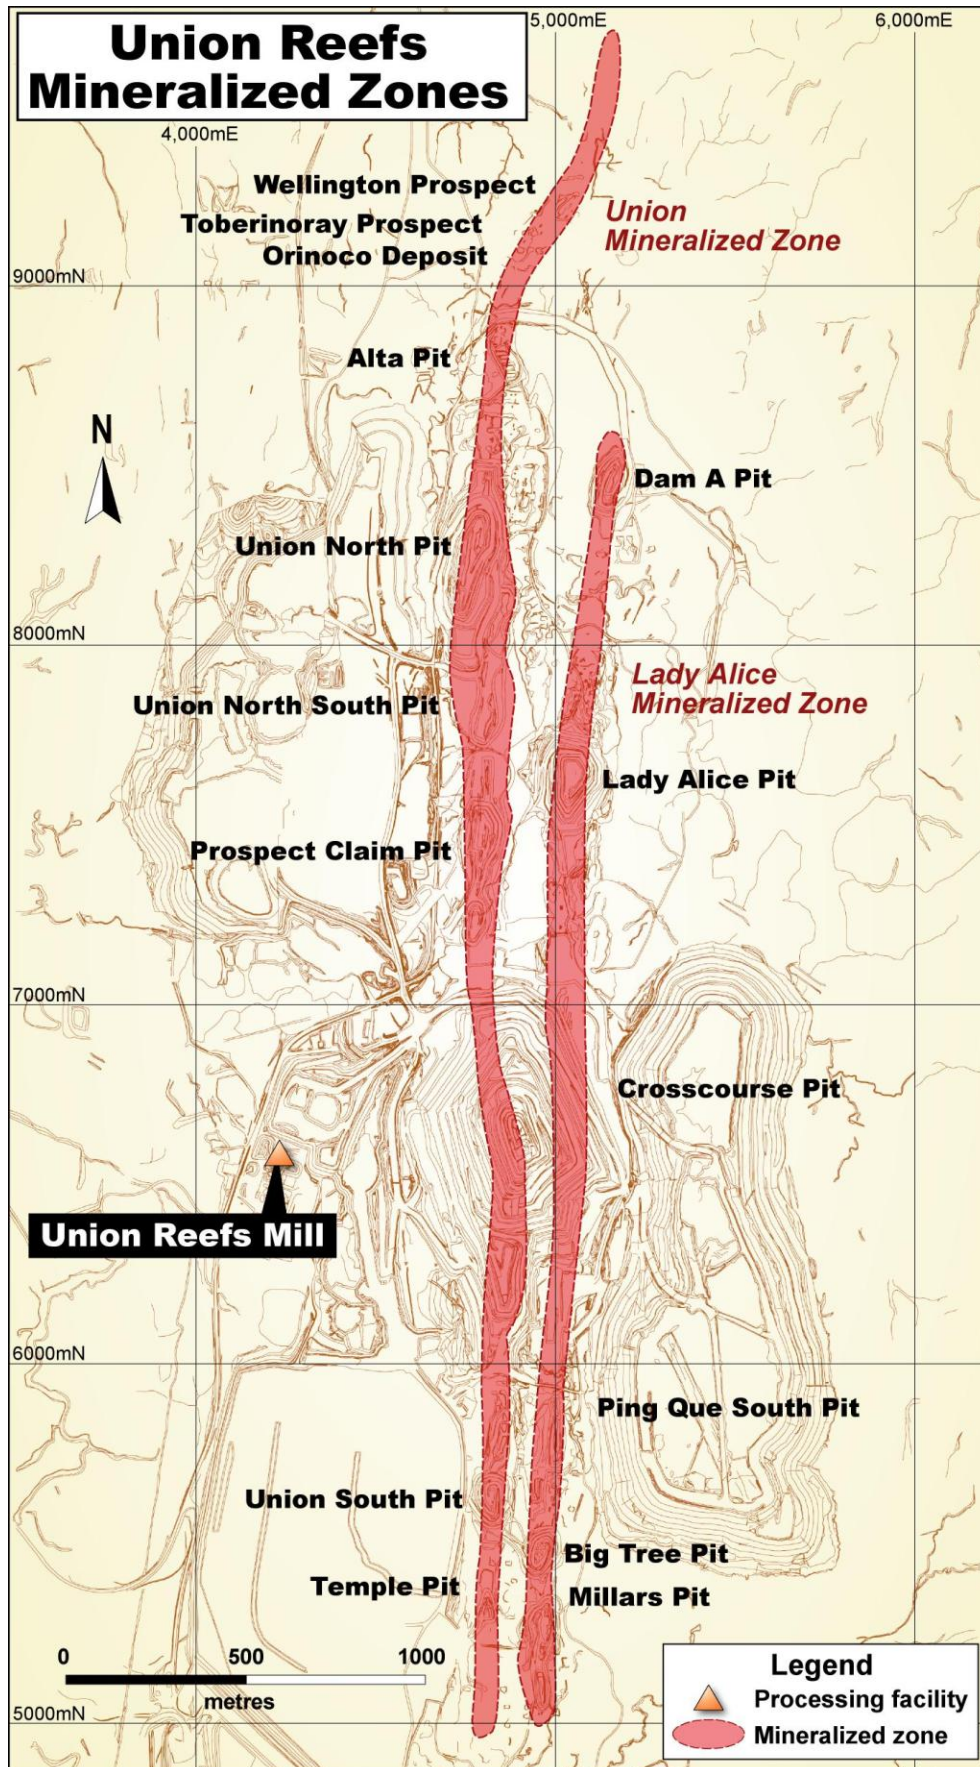 Union Reefs
Mineralized Zones
5,000mE
6,000mE
4,000mE
Wellington Prospect
Toberinoray Prospect
Union
Mineralized Zone
Orinoco Deposit
9000mN
Alta Pit
N
Dam A Pit
Union North Pit
8000mN
Lady Alice
Mineralized Zone
Union North South Pit
Lady Alice Pit
Prospect Claim Pit
7000mN
Crosscourse Pit
Union Reefs Mill
6000mN
Ping Que South Pit
Union South Pit
Big Tree Pit
Temple Pit
Millars Pit
0 500 1000
metres
5000mN
Legend
Processing facility
Mineralized zone